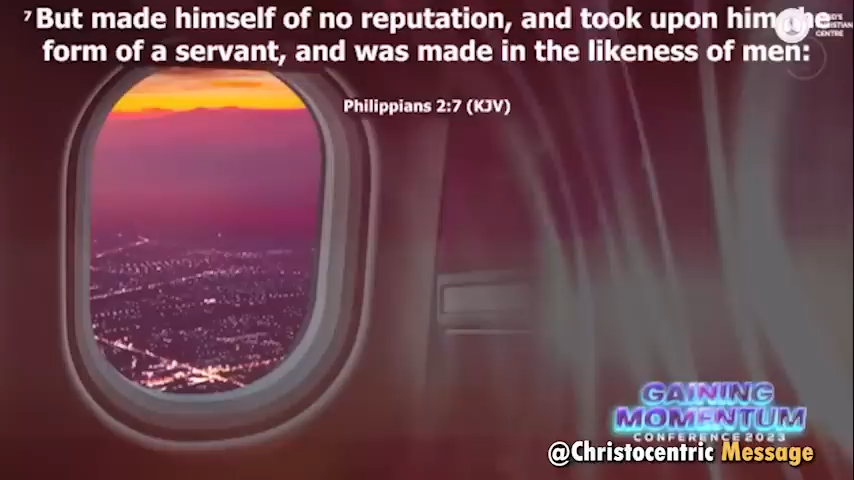 7 But made himself of no reputation, and took upon him the
form of a servant, and was made in the likeness of men:
Philippians 2:7 (KJV)
CENTRE
GAINING
MOMENTUM
CONFERENCE 2023
@Christocentric Message